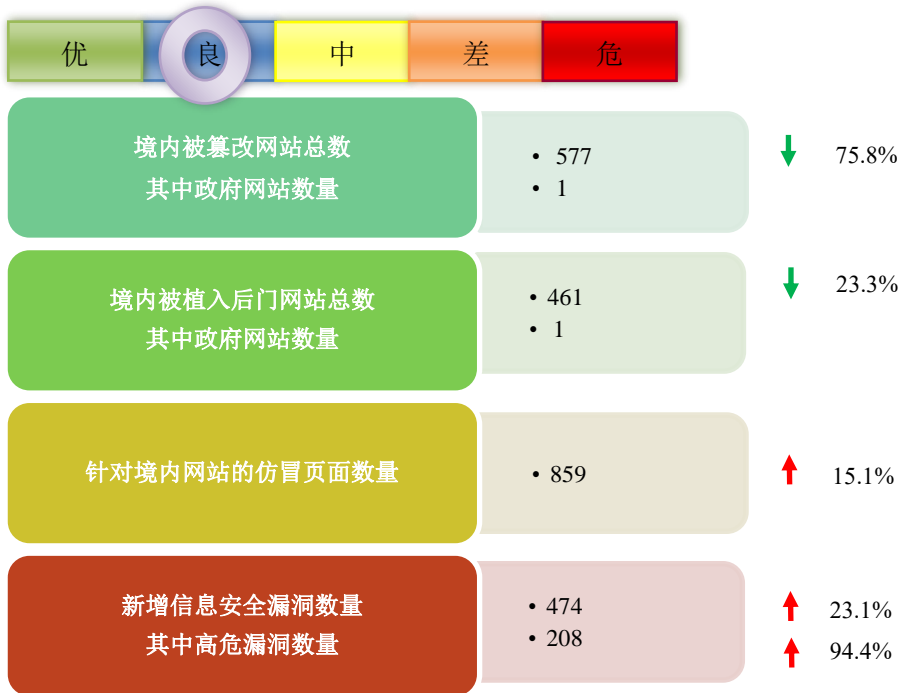 优 良 中 差 危
境内被篡改网站总数
其中政府网站数量
• 577
• 1
75.8%
境内被植入后门网站总数
其中政府网站数量
• 461
• 1
23.3%
针对境内网站的仿冒页面数量
• 859
15.1%
新增信息安全漏洞数量
其中高危漏洞数量
• 474
• 208
23.1%
94.4%